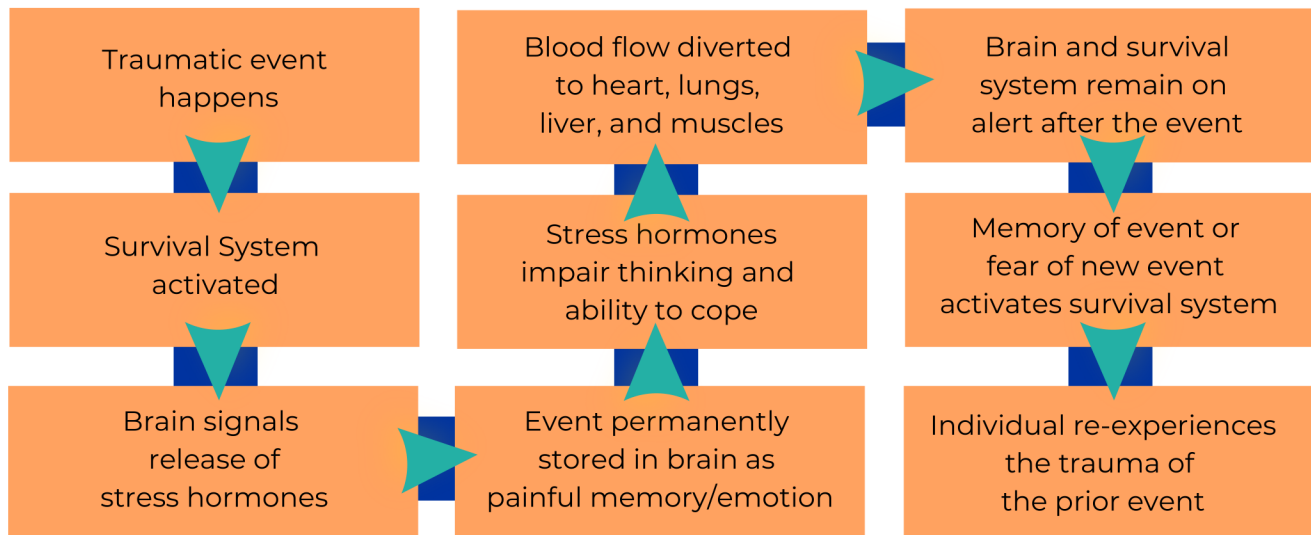 Traumatic event
happens
Survival System
activated
Brain signals
release of
stress hormones
Event permanently
stored in brain as
painful memory/emotion
Stress hormones
impair thinking and
ability to cope
Blood flow diverted
to heart, lungs,
liver, and muscles
Brain and survival
system remain on
alert after the event
Memory of event or
fear of new event
activates survival system
Individual re-experiences
the trauma of
the prior event